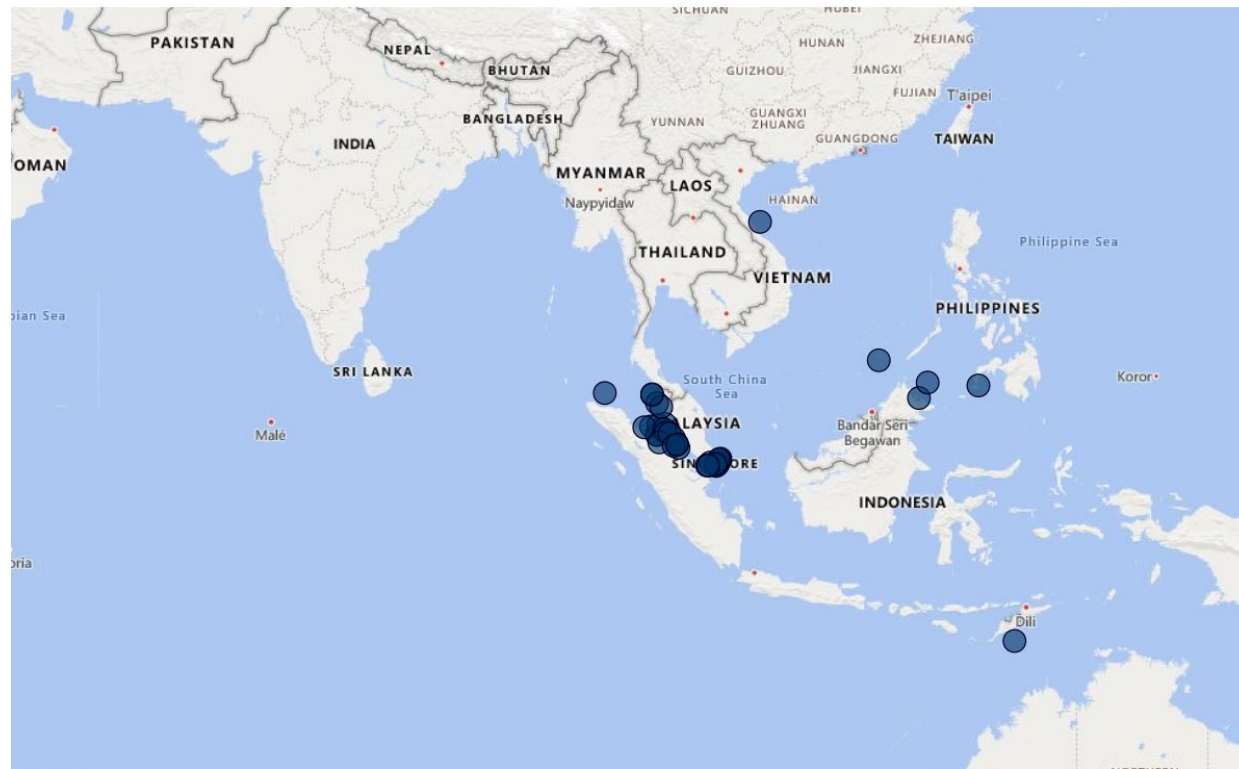 SICHUAN
HUBEI
HUNAN
ZHEJIANG
PAKISTAN
NEPAL
BHUTAN
GUIZHOU
JIANGXI
FUJIAN
T'aipei
BANGLADESH
YUNNAN
GUANGXI
ZHUANG
GUANGDONG
TAIWAN
OMAN
INDIA
MYANMAR
Naypyidaw
LAOS
HAINAN
THAILAND
VIETNAM
Philippine Sea
PHILIPPINES
bian Sea
SRI LANKA
South China
Sea
Koror
Malé
ALAYSIA
Bandar Seri
Begawan
SIN ORE
INDONESIA
oria
Dili